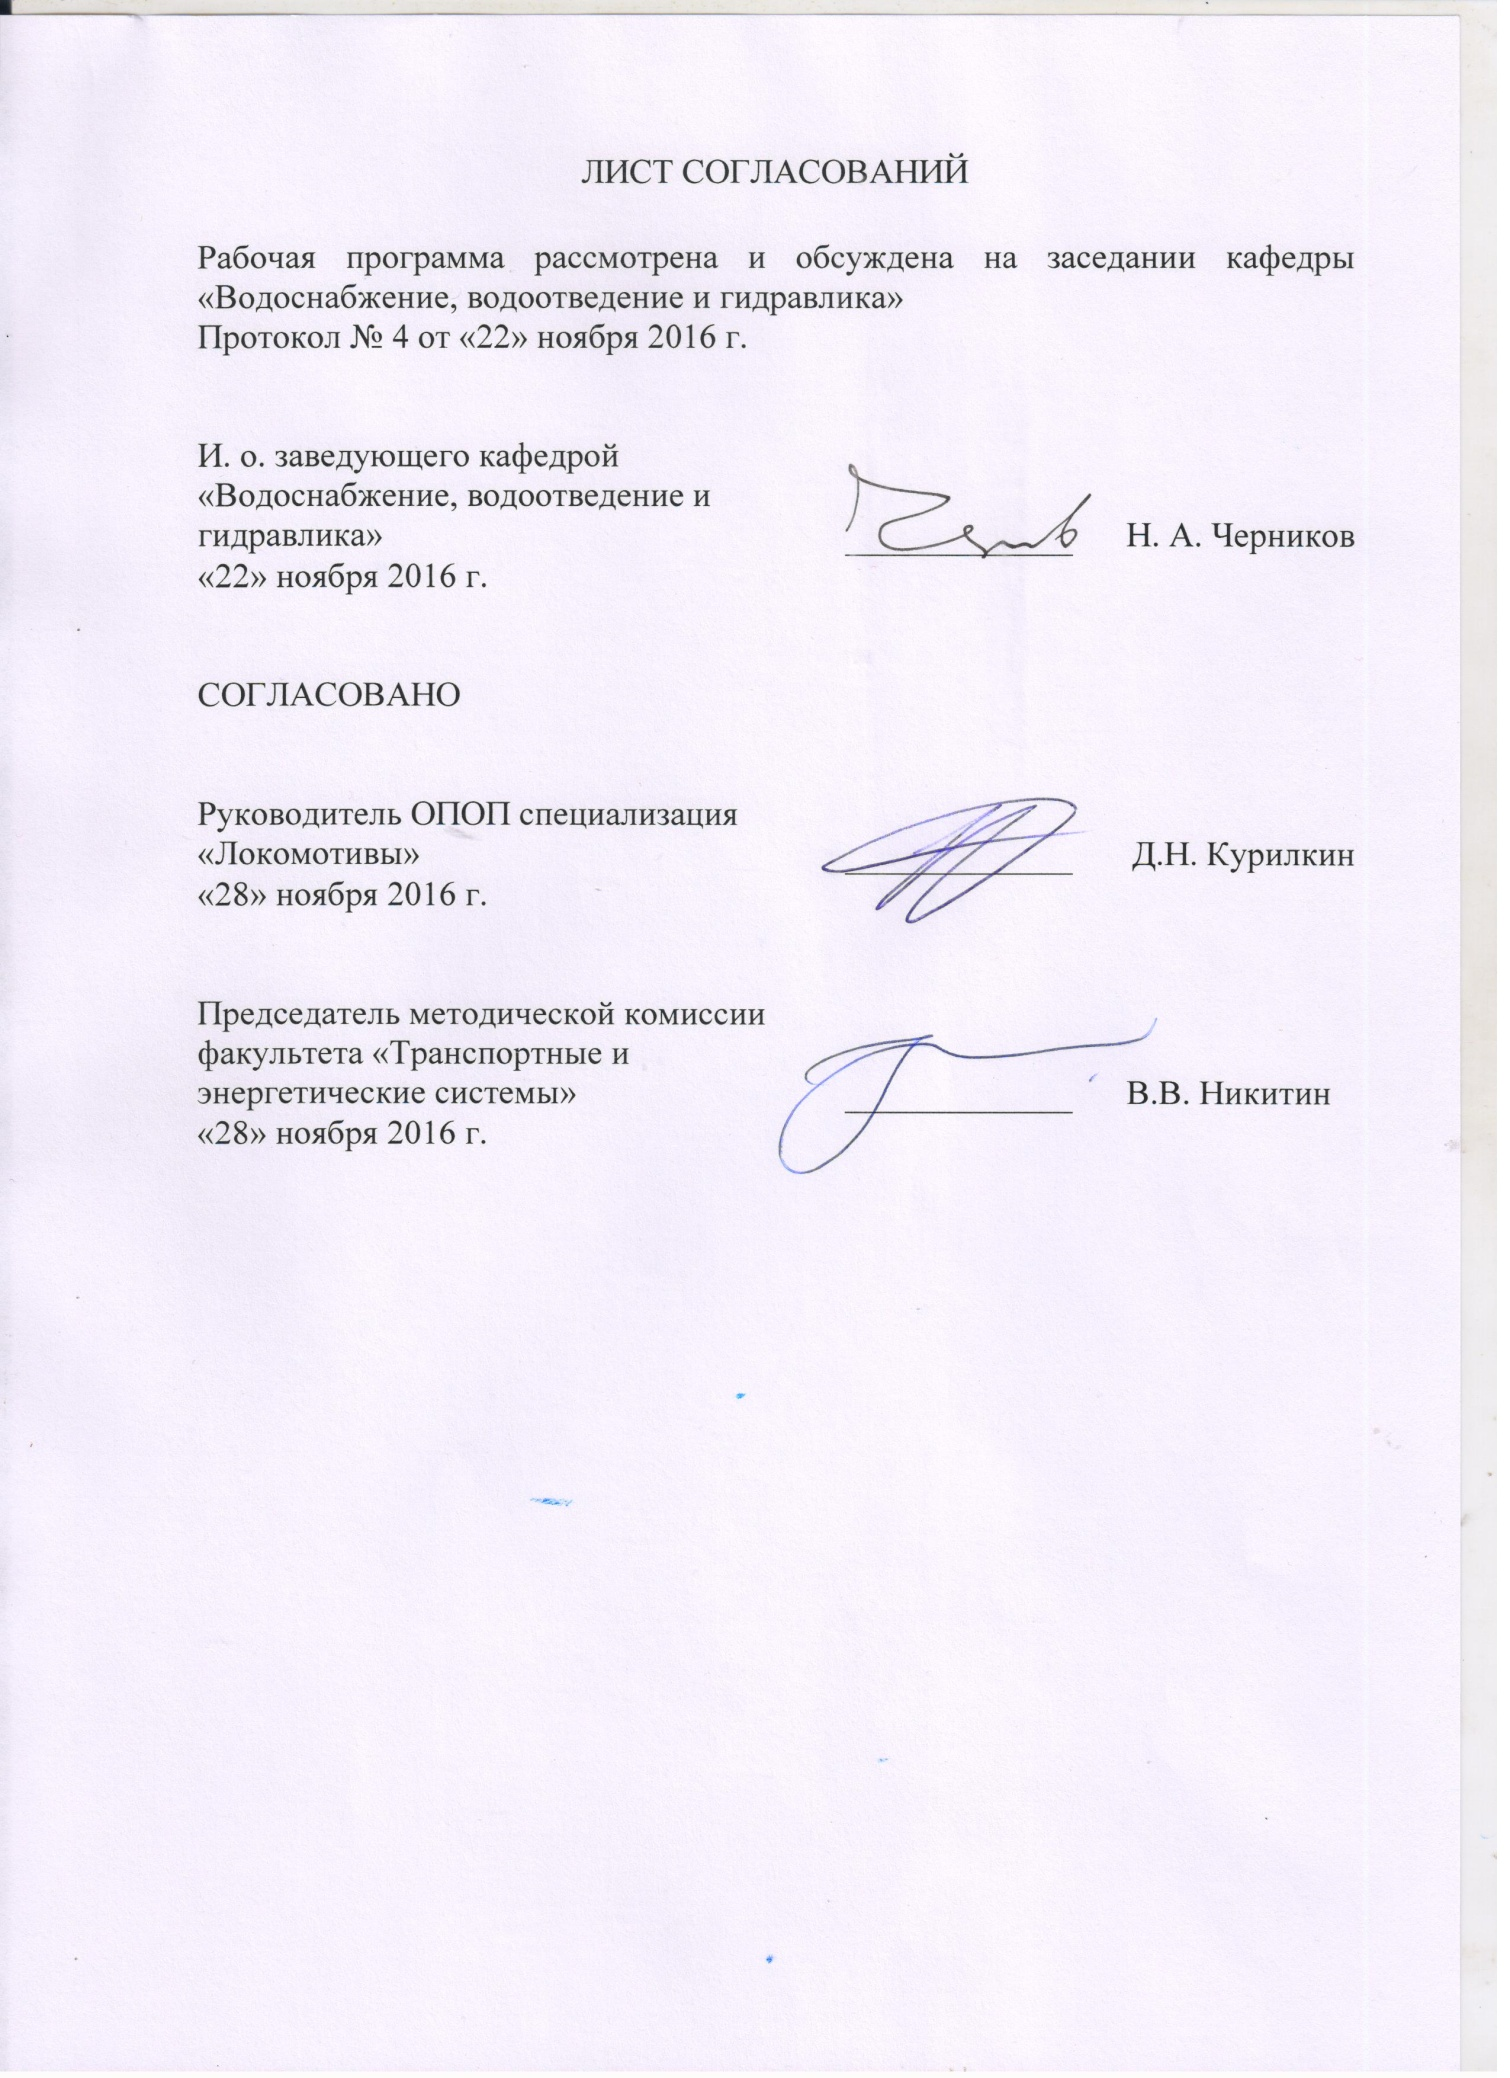 ЛИСТ СОГЛАСОВАНИЙ
Рабочая программа рассмотрена и обсуждена на заседании кафедры
«Водоснабжение, водоотведение и гидравлика»
Протокол № 4 от «22» ноября 2016 г.
И. о. заведующего кафедрой
«Водоснабжение, водоотведение и
гидравлика» Н. А. Черников
«22» ноября 2016 г.
СОГЛАСОВАНО
Руководитель ОПОП специализация
«Локомотивы» Д.Н. Курилкин
«28» ноября 2016 г.
Председатель методической комиссии
факультета «Транспортные и
энергетические системы» В.В. Никитин
«28» ноября 2016 г.